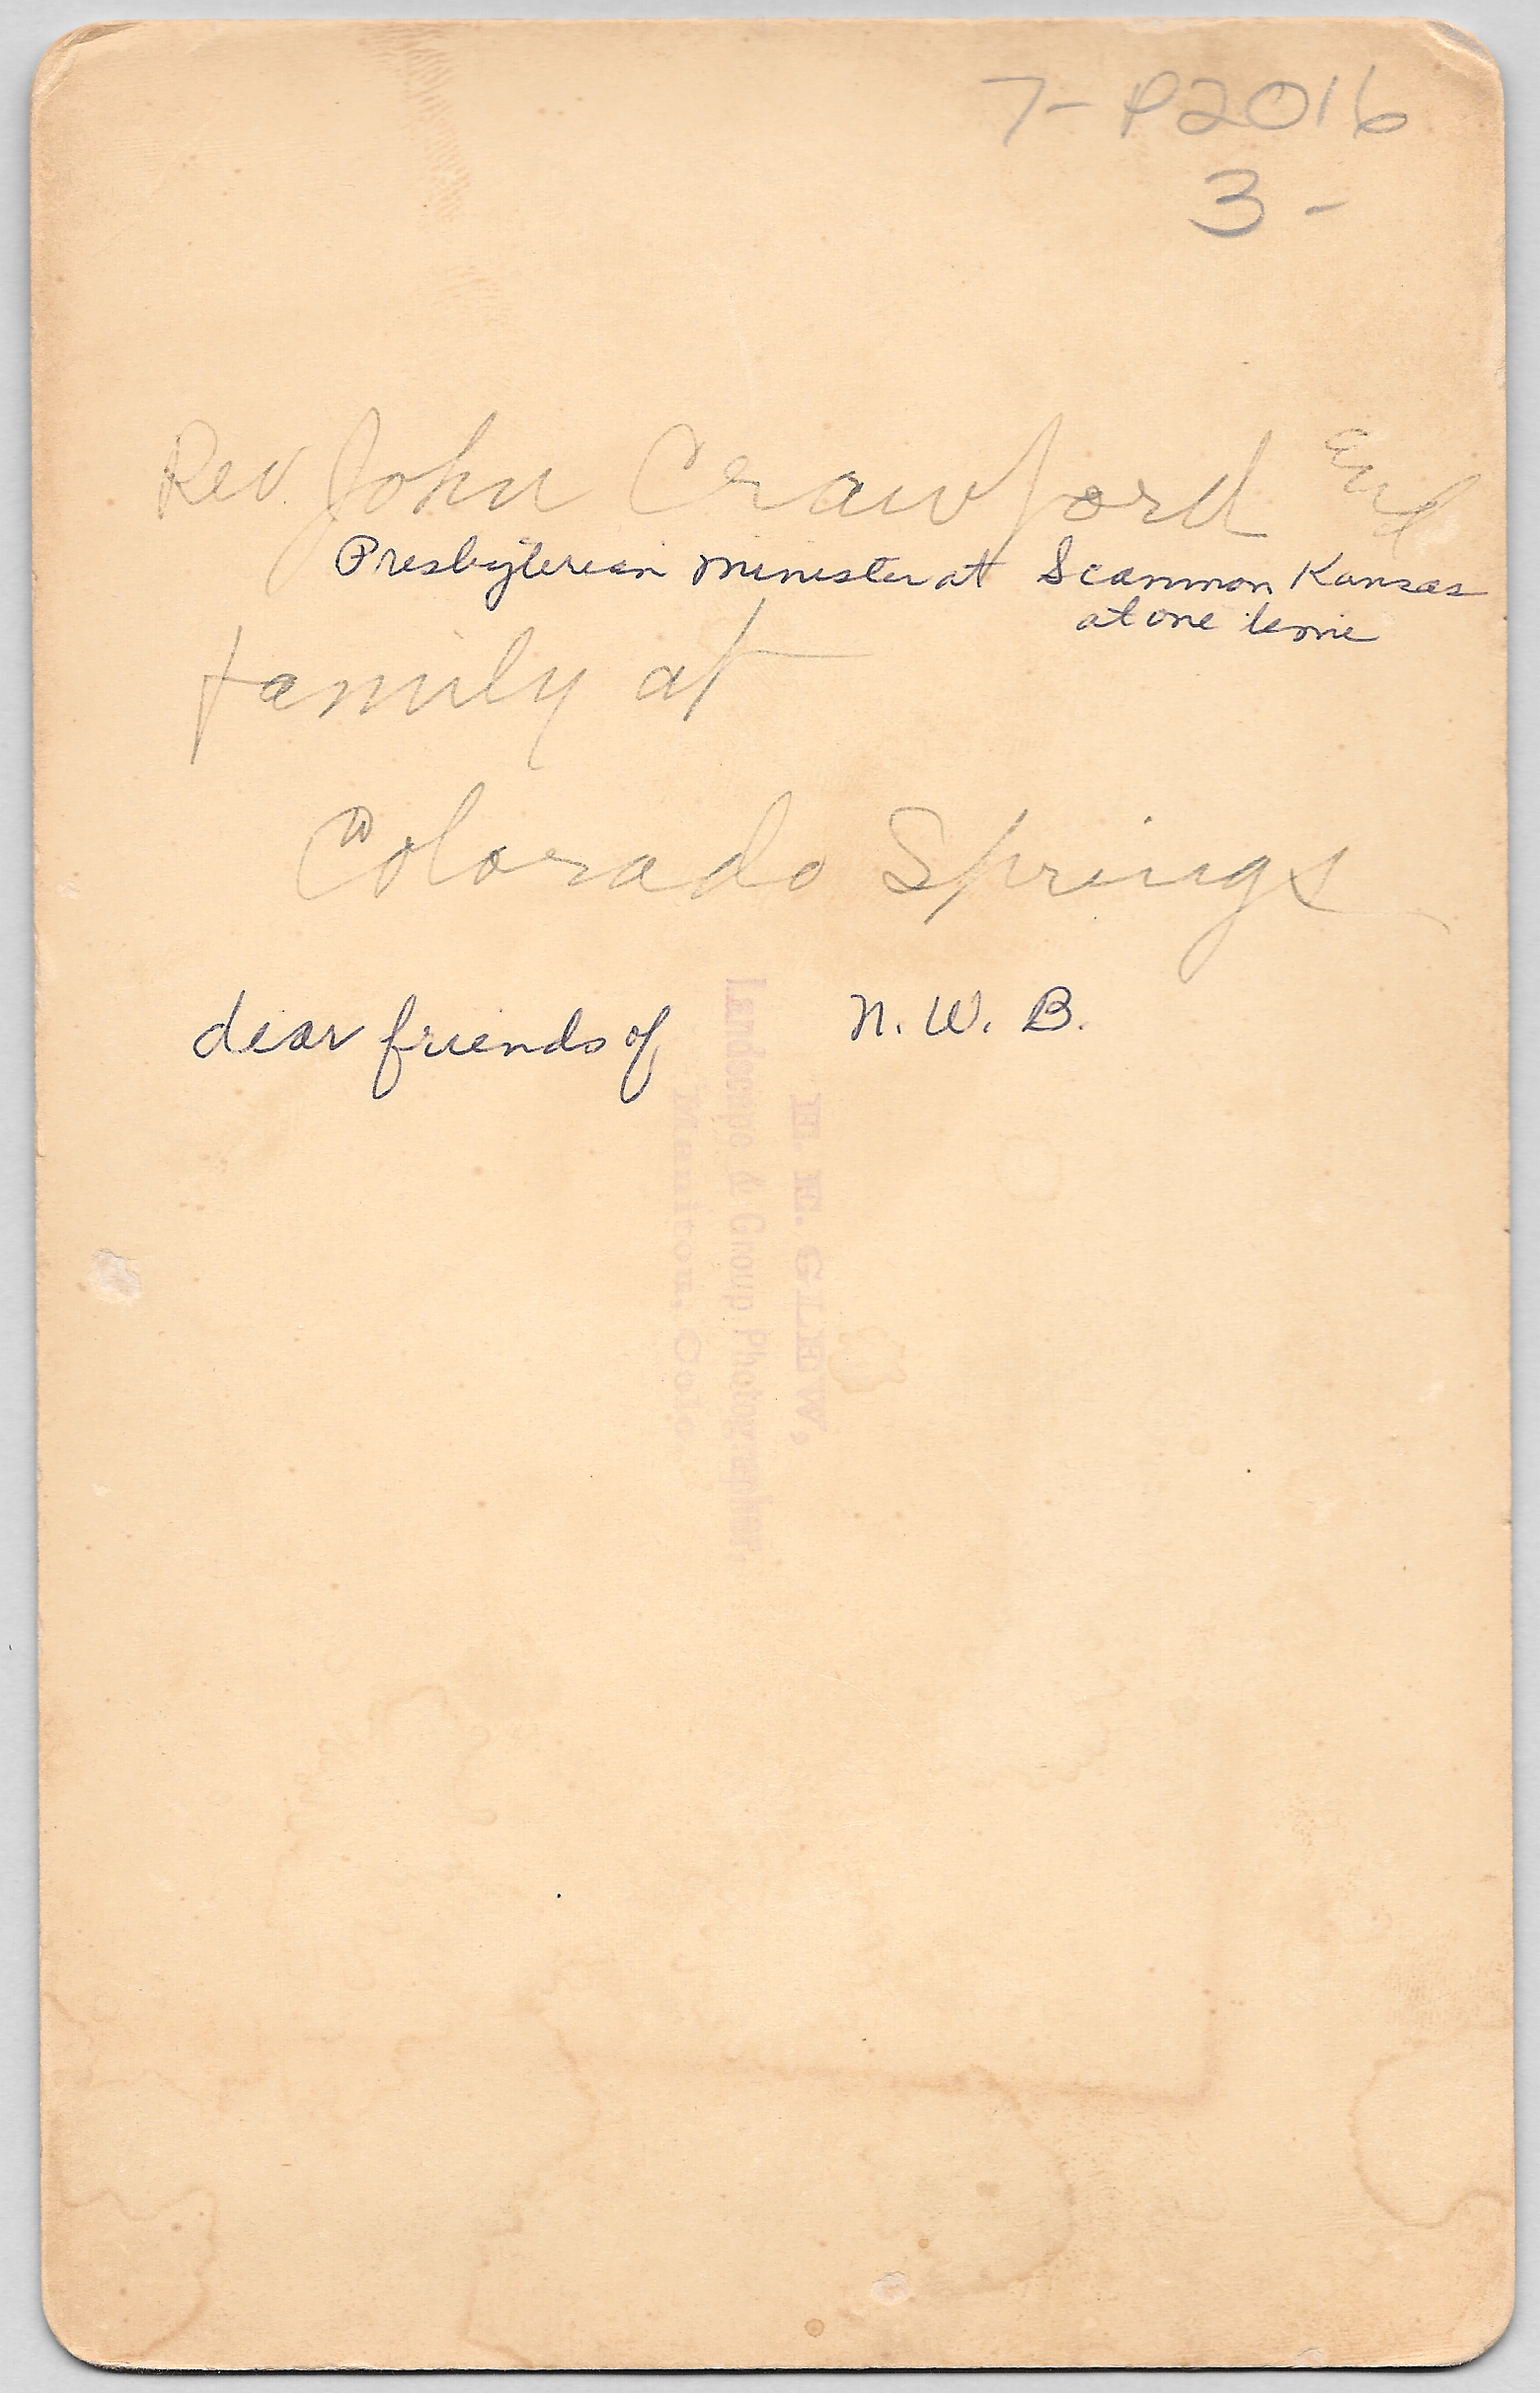 7- P2016
3-
Rev. John Crawford and
Presbyterian minister at Scammon Kansas
at one time
family at
Colorado Springs
dear friends of N. W. B.
E. E. GLEW,
Landscape & Group Photographer,
Manitou, Colo.